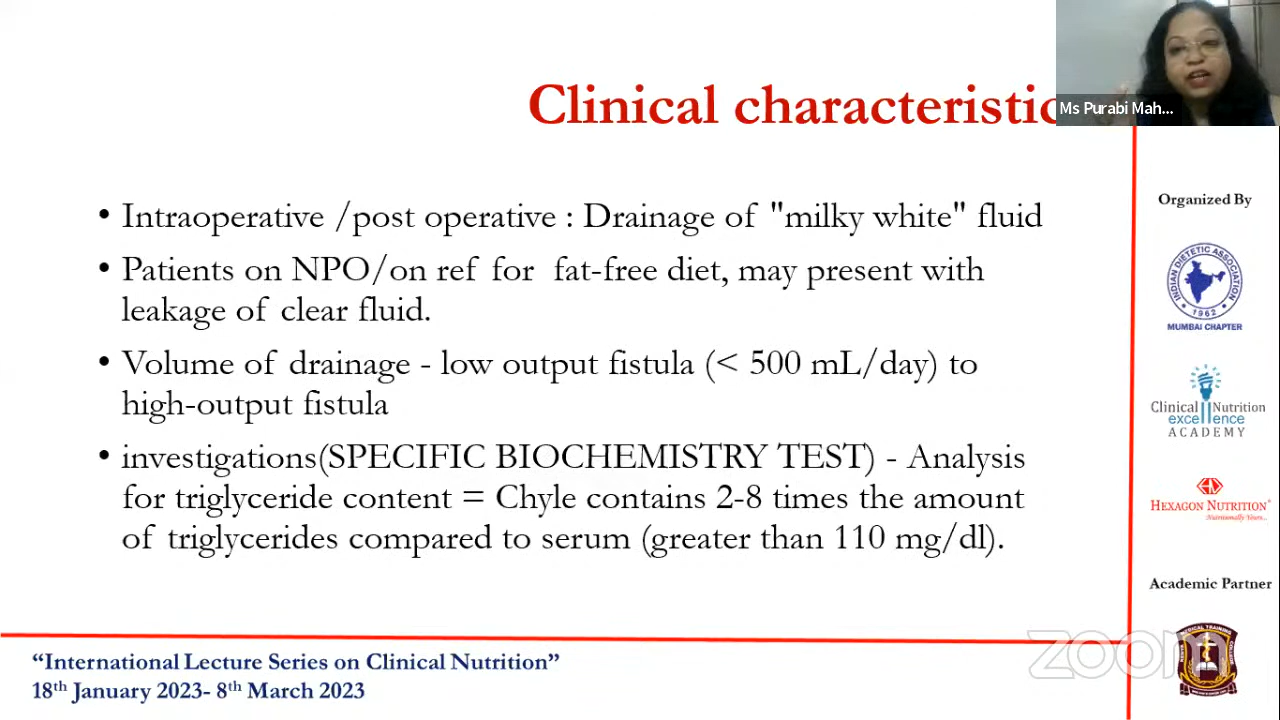 Clinical characteristic
Ms Purabi Mah...
• Intraoperative /post operative : Drainage of "milky white" fluid
• Patients on NPO/on ref for fat-free diet, may present with
leakage of clear fluid.
• Volume of drainage - low output fistula (< 500 mL/day) to
high-output fistula
• investigations(SPECIFIC BIOCHEMISTRY TEST) - Analysis
for triglyceride content = Chyle contains 2-8 times the amount
of triglycerides compared to serum (greater than 110 mg/dl).
Organized By
INDIAN DIETETIC ASSOCIATION
1962
MUMBAI CHAPTER
Clinical Nutrition
excellence
ACADEMY
HEXAGON NUTRITION
Nutritionally Yours...
Academic Partner
zoom
“International Lecture Series on Clinical Nutrition”
18th January 2023- 8th March 2023